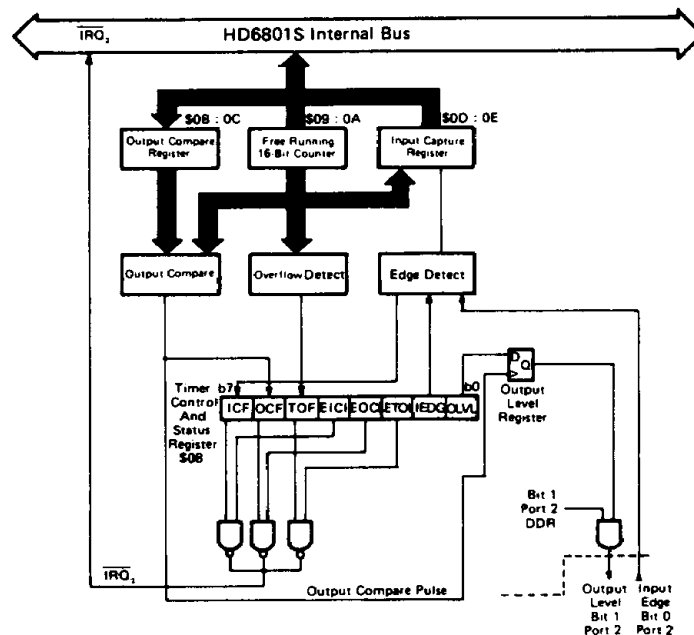 IRQ2 HD6801S Internal Bus
$0B : 0C $09 : 0A $0D : 0E
Output Compare
Register
Free Running
16-Bit Counter
Input Capture
Register
Output Compare
Overflow Detect
Edge Detect
Timer
Control
And
Status
Register
$0B
b7
b0
ICF OCF TOF EICI EOCI ETOI IEDG OLVL
D
Q
Output
Level
Register
Bit 1
Port 2
DDR
IRQ2
Output Compare Pulse
Output
Level
Bit 1
Port 2
Input
Edge
Bit 0
Port 2